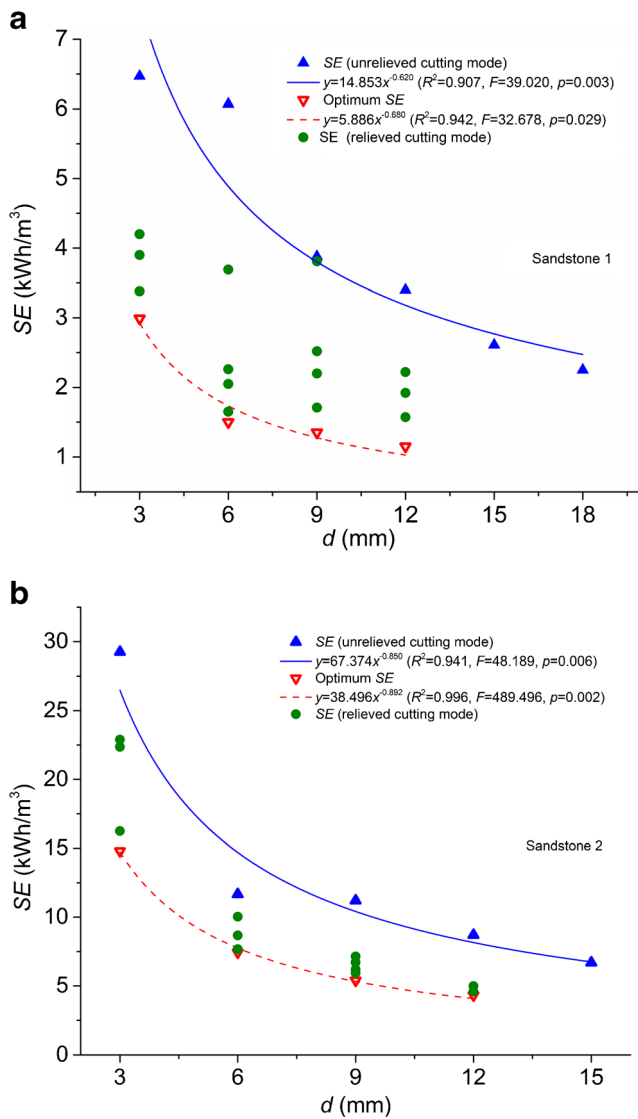 a
7
6
5
4
3
2
1
SE (kWh/m³)
SE (unrelieved cutting mode)
y=14.853x⁻⁰·⁶²⁰ (R²=0.907, F=39.020, p=0.003)
Optimum SE
y=5.886x⁻⁰·⁶⁸⁰ (R²=0.942, F=32.678, p=0.029)
SE (relieved cutting mode)
Sandstone 1
3 6 9 12 15 18
d (mm)
b
30
25
20
15
10
5
0
SE (kWh/m³)
SE (unrelieved cutting mode)
y=67.374x⁻⁰·⁸⁵⁰ (R²=0.941, F=48.189, p=0.006)
Optimum SE
y=38.496x⁻⁰·⁸⁹² (R²=0.996, F=489.496, p=0.002)
SE (relieved cutting mode)
Sandstone 2
3 6 9 12 15 18
d (mm)